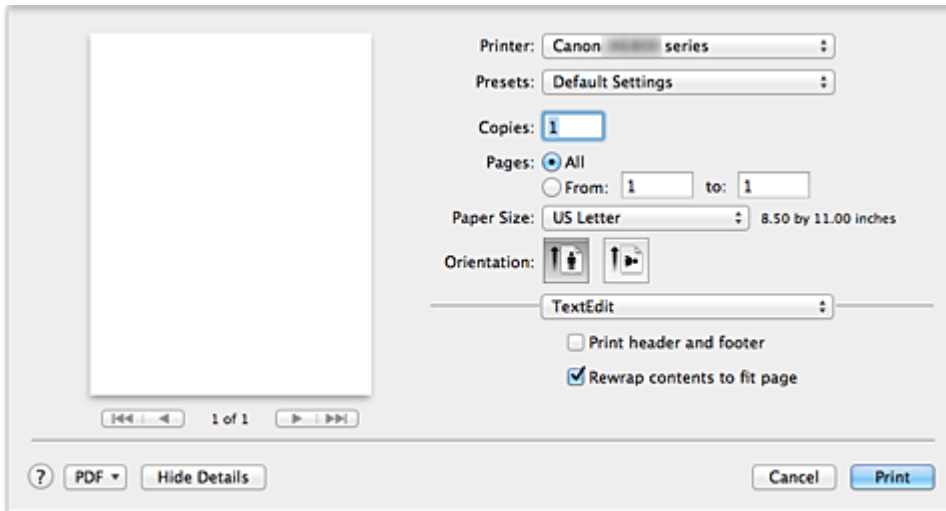 Printer: Canon series
Presets: Default Settings
Copies: 1
Pages: All
From: 1 to: 1
Paper Size: US Letter 8.50 by 11.00 inches
Orientation:
TextEdit
Print header and footer
Rewrap contents to fit page
1 of 1
? PDF Hide Details Cancel Print